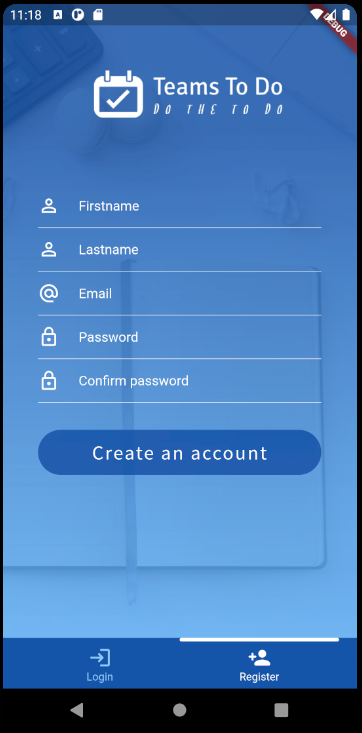 11:18
DEBUG
Teams To Do
Do the to Do
Firstname
Lastname
Email
Password
Confirm password
Create an account
Login
Register